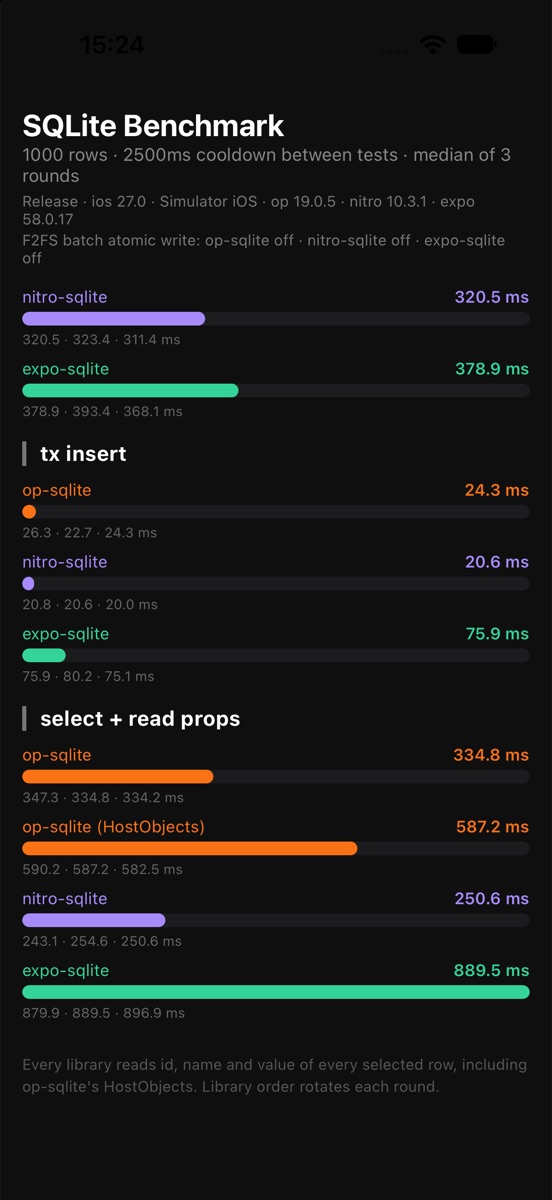 15:24
SQLite Benchmark
1000 rows · 2500ms cooldown between tests · median of 3
rounds
Release · ios 27.0 · Simulator iOS · op 19.0.5 · nitro 10.3.1 · expo
58.0.17
F2FS batch atomic write: op-sqlite off · nitro-sqlite off · expo-sqlite
off
nitro-sqlite 320.5 ms
320.5 · 323.4 · 311.4 ms
expo-sqlite 378.9 ms
378.9 · 393.4 · 368.1 ms
tx insert
op-sqlite 24.3 ms
26.3 · 22.7 · 24.3 ms
nitro-sqlite 20.6 ms
20.8 · 20.6 · 20.0 ms
expo-sqlite 75.9 ms
75.9 · 80.2 · 75.1 ms
select + read props
op-sqlite 334.8 ms
347.3 · 334.8 · 334.2 ms
op-sqlite (HostObjects) 587.2 ms
590.2 · 587.2 · 582.5 ms
nitro-sqlite 250.6 ms
243.1 · 254.6 · 250.6 ms
expo-sqlite 889.5 ms
879.9 · 889.5 · 896.9 ms
Every library reads id, name and value of every selected row, including
op-sqlite's HostObjects. Library order rotates each round.